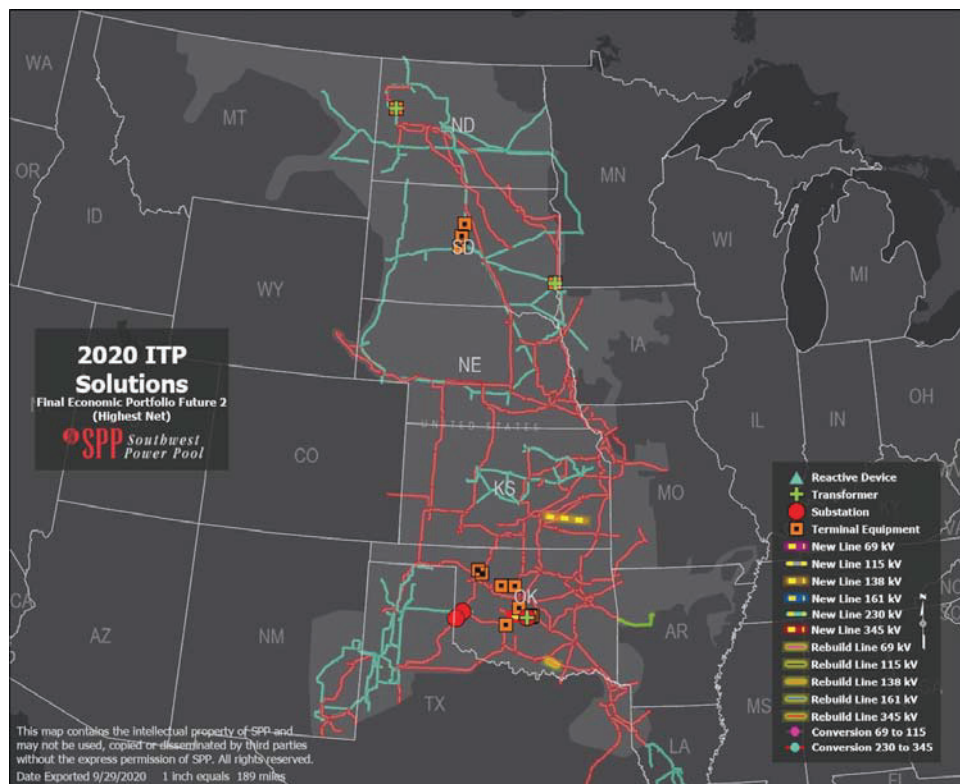 WA
OR
CA
ID
MT
WY
AZ
CO
NM
ND
SD
NE
UNITED STATES
KS
OK
TX
MN
IA
MO
AR
LA
WI
IL
MS
MI
IN
OH
2020 ITP
Solutions
Final Economic Portfolio Future 2
(Highest Net)
SPP Southwest
Power Pool
Reactive Device
Transformer
Substation
Terminal Equipment
New Line 69 kV
New Line 115 kV
New Line 138 kV
New Line 161 kV
New Line 230 kV
New Line 345 kV
Rebuild Line 69 kV
Rebuild Line 115 kV
Rebuild Line 138 kV
Rebuild Line 161 kV
Rebuild Line 345 kV
Conversion 69 to 115
Conversion 230 to 345
N
This map contains the intellectual property of SPP and
may not be used, copied or disseminated by third parties
without the express permission of SPP. All rights reserved.
Date Exported 9/29/2020 1 inch equals 189 miles